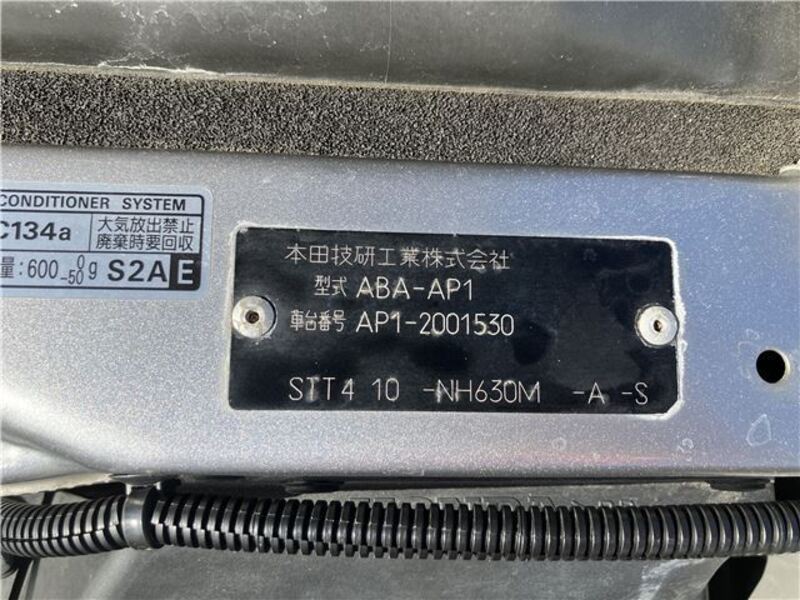 CONDITIONER SYSTEM
C134a
大気放出禁止
廃棄時要回収
量:600 0 -50 g S2A E
本田技研工業株式会社
型式 ABA-AP1
車台番号 AP1-2001530
STT4 10 -NH630M -A -S